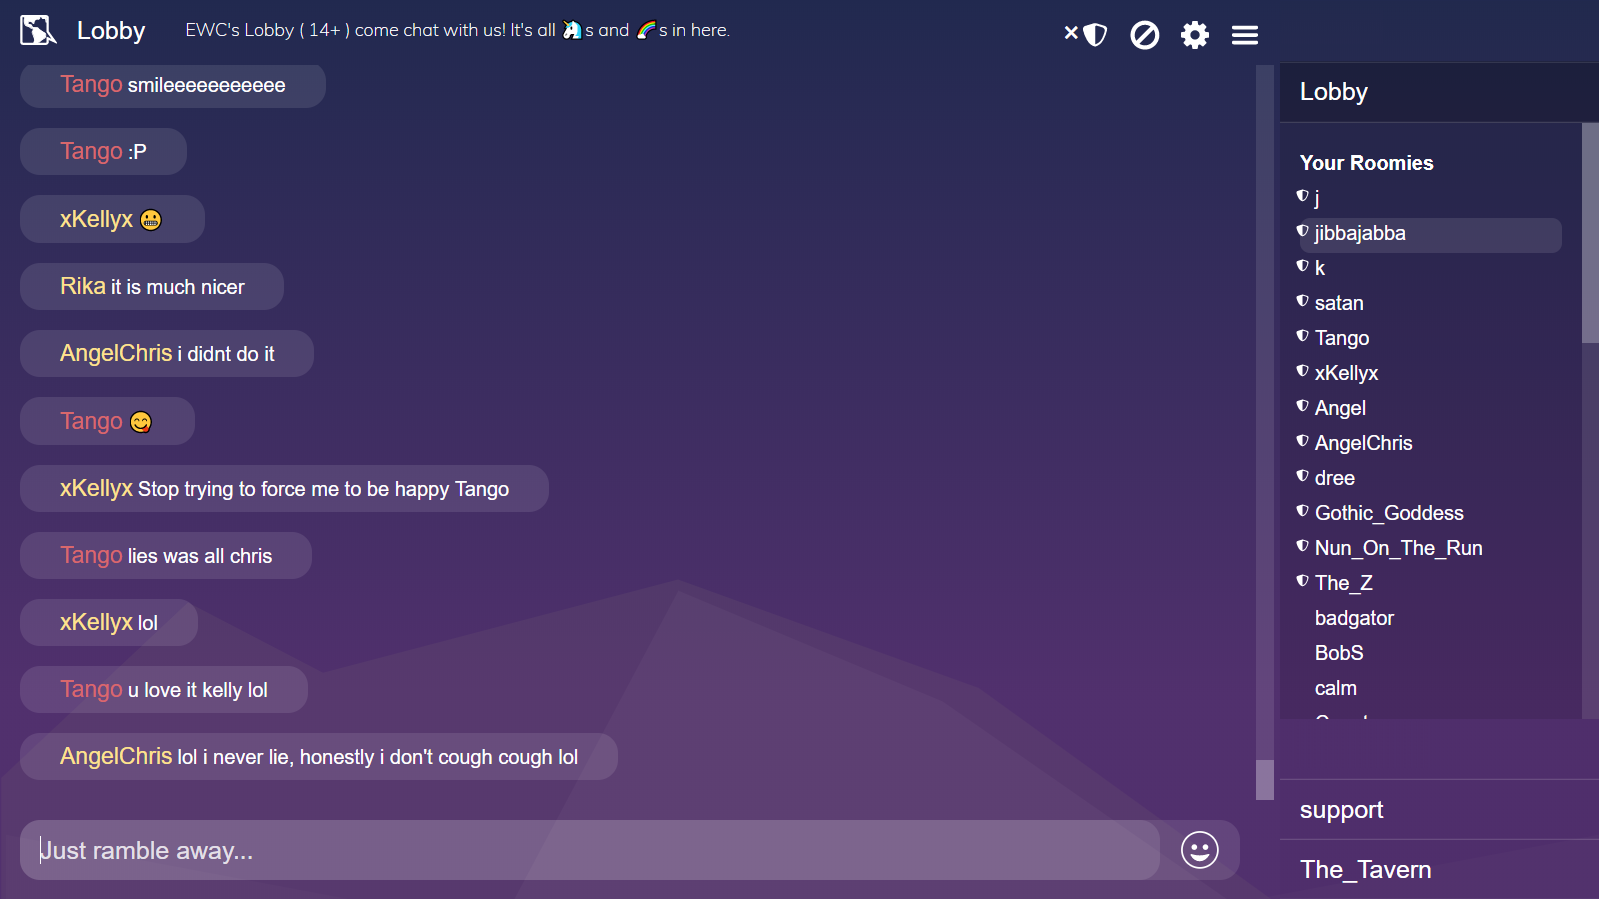 Lobby
EWC's Lobby ( 14+ ) come chat with us! It's all 🦄s and 🌈s in here.
Tango smileeeeeeeeeee
Tango :P
xKellyx 😬
Rika it is much nicer
AngelChris i didnt do it
Tango 😋
xKellyx Stop trying to force me to be happy Tango
Tango lies was all chris
xKellyx lol
Tango u love it kelly lol
AngelChris lol i never lie, honestly i don't cough cough lol
Just ramble away...
Lobby
Your Roomies
j
jibbajabba
k
satan
Tango
xKellyx
Angel
AngelChris
dree
Gothic_Goddess
Nun_On_The_Run
The_Z
badgator
BobS
calm
support
The_Tavern